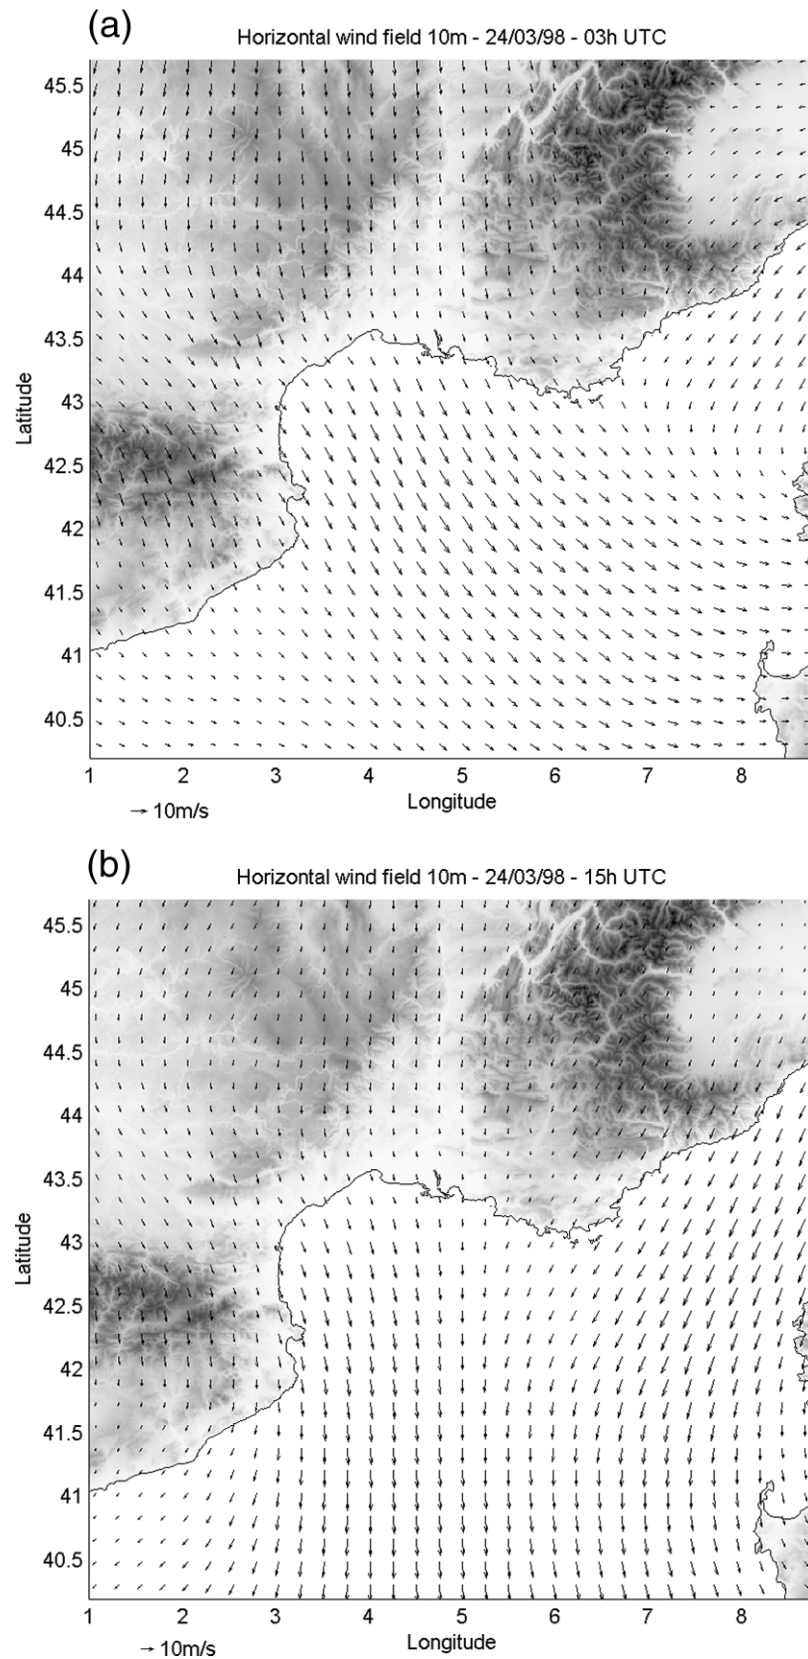 (a)
Horizontal wind field 10m - 24/03/98 - 03h UTC
45.5
45
44.5
44
43.5
43
42.5
42
41.5
41
40.5
Latitude
1 2 3 4 5 6 7 8
Longitude
→ 10m/s
(b)
Horizontal wind field 10m - 24/03/98 - 15h UTC
45.5
45
44.5
44
43.5
43
42.5
42
41.5
41
40.5
Latitude
1 2 3 4 5 6 7 8
Longitude
→ 10m/s